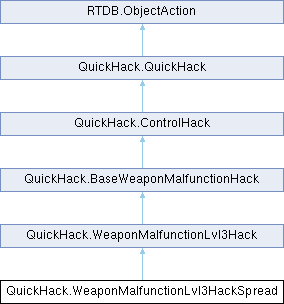 RTDB.ObjectAction
QuickHack.QuickHack
QuickHack.ControlHack
QuickHack.BaseWeaponMalfunctionHack
QuickHack.WeaponMalfunctionLvl3Hack
QuickHack.WeaponMalfunctionLvl3HackSpread